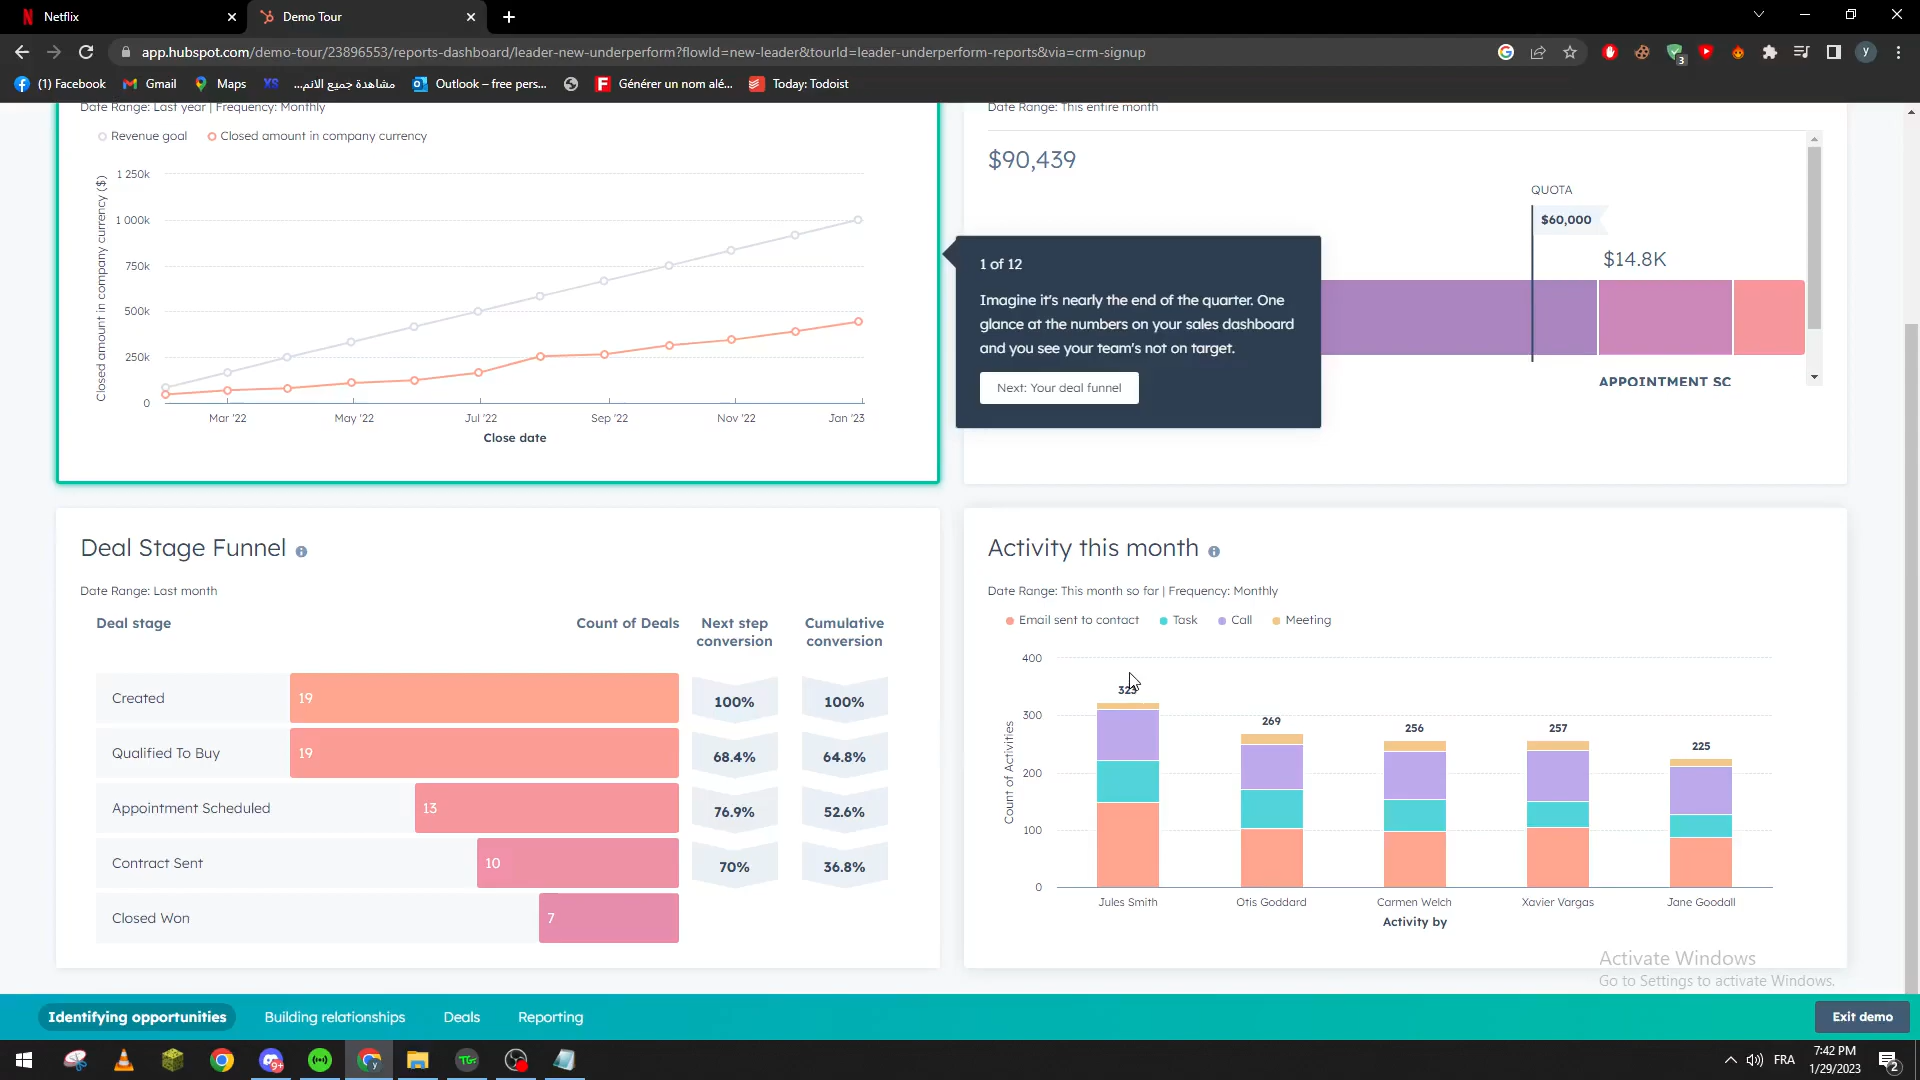 Netflix
Demo Tour
app.hubspot.com/demo-tour/23896553/reports-dashboard/leader-new-underperform?flowId=new-leader&tourId=leader-underperform-reports&via=crm-signup
(1) Facebook
Gmail
Maps
مشاهدة جميع الانم...
Outlook – free pers...
Générer un nom alé...
Today: Todoist
Date Range: Last year | Frequency: Monthly
Revenue goal
Closed amount in company currency
Closed amount in company currency ($)
1 250k
1 000k
750k
500k
250k
0
Mar '22
May '22
Jul '22
Sep '22
Nov '22
Jan '23
Close date
Date Range: This entire month
$90,439
QUOTA
$60,000
$14.8K
APPOINTMENT SC
1 of 12
Imagine it's nearly the end of the quarter. One
glance at the numbers on your sales dashboard
and you see your team's not on target.
Next: Your deal funnel
Deal Stage Funnel
Date Range: Last month
Deal stage
Count of Deals
Next step
conversion
Cumulative
conversion
Created
19
100%
100%
Qualified To Buy
19
68.4%
64.8%
Appointment Scheduled
13
76.9%
52.6%
Contract Sent
10
70%
36.8%
Closed Won
7
Activity this month
Date Range: This month so far | Frequency: Monthly
Email sent to contact
Task
Call
Meeting
Count of Activities
400
300
200
100
0
269
256
257
225
Jules Smith
Otis Goddard
Carmen Welch
Xavier Vargas
Jane Goodall
Activity by
Activate Windows
Go to Settings to activate Windows.
Identifying opportunities
Building relationships
Deals
Reporting
Exit demo
FRA
7:42 PM
1/29/2023